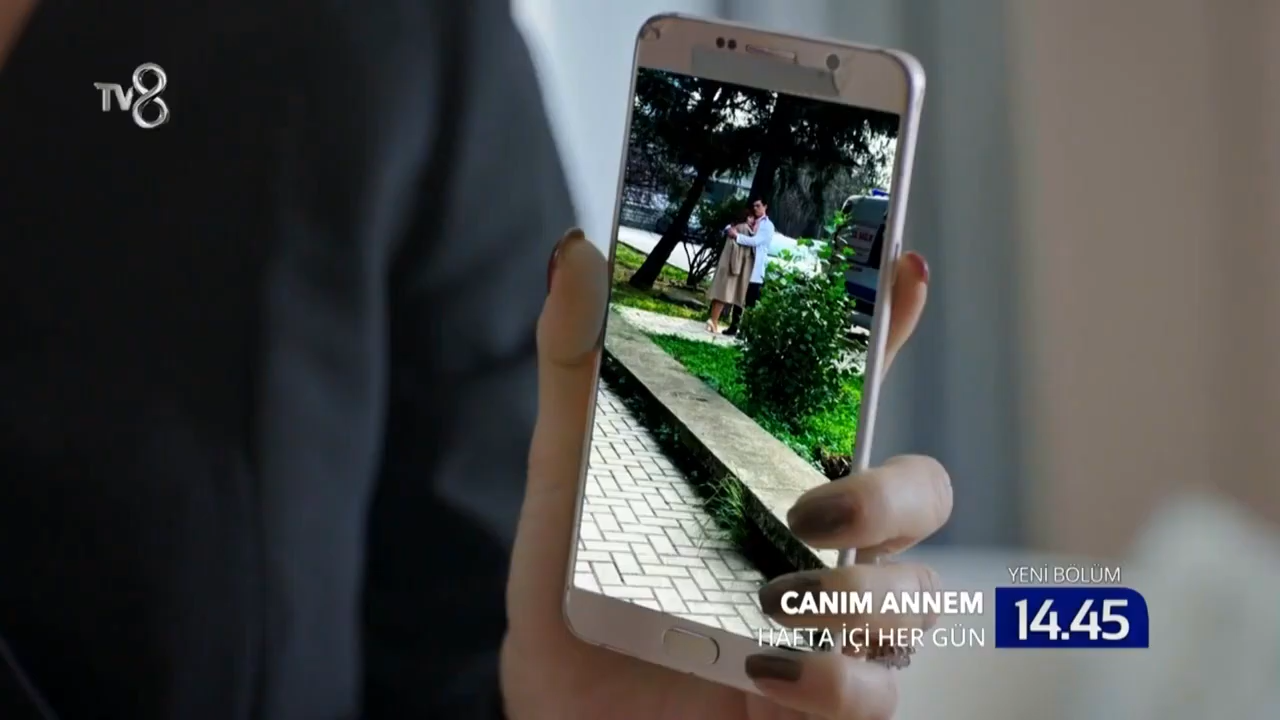 TV8
YENİ BÖLÜM
CANIM ANNEM
14.45
HAFTA İÇİ HER GÜN